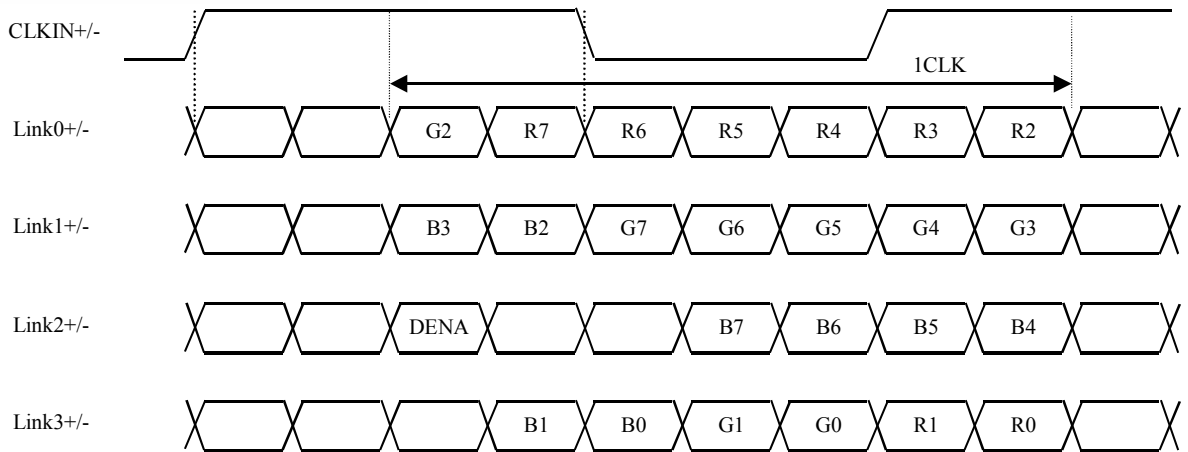 CLKIN+/-
1CLK
Link0+/- G2 R7 R6 R5 R4 R3 R2
Link1+/- B3 B2 G7 G6 G5 G4 G3
Link2+/- DENA B7 B6 B5 B4
Link3+/- B1 B0 G1 G0 R1 R0